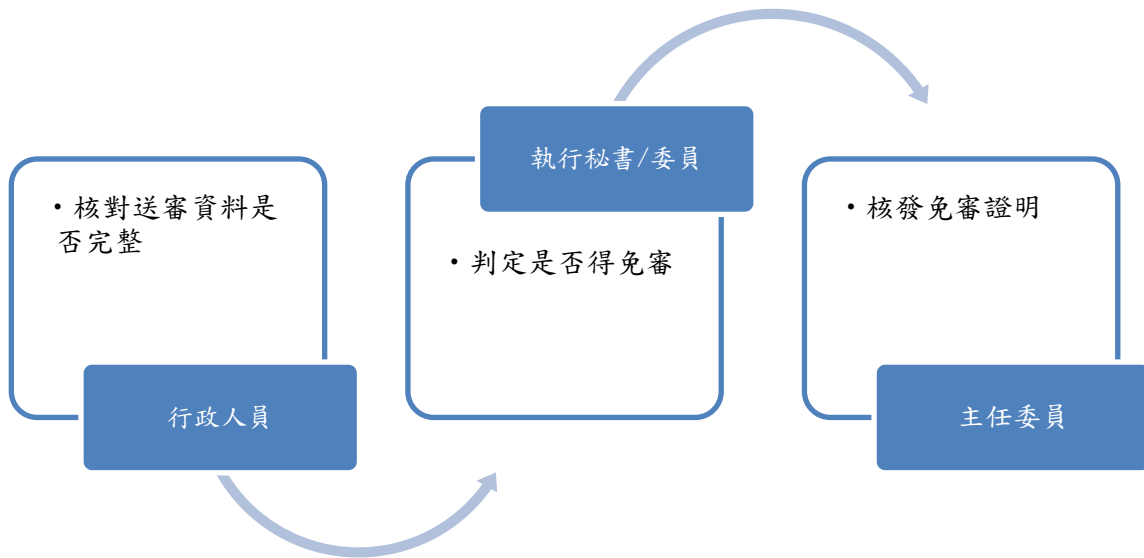 ・核對送審資料是
否完整
行政人員
執行秘書/委員
・判定是否得免審
・核發免審證明
主任委員